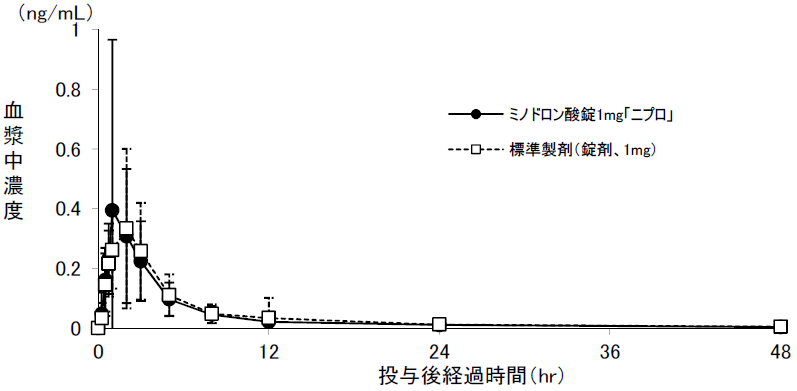 （ng/mL）
1
0.8
0.6
0.4
0.2
0
血漿中濃度
ミノドロン酸錠1mg「ニプロ」
標準製剤（錠剤、1mg）
0 12 24 36 48
投与後経過時間（hr）